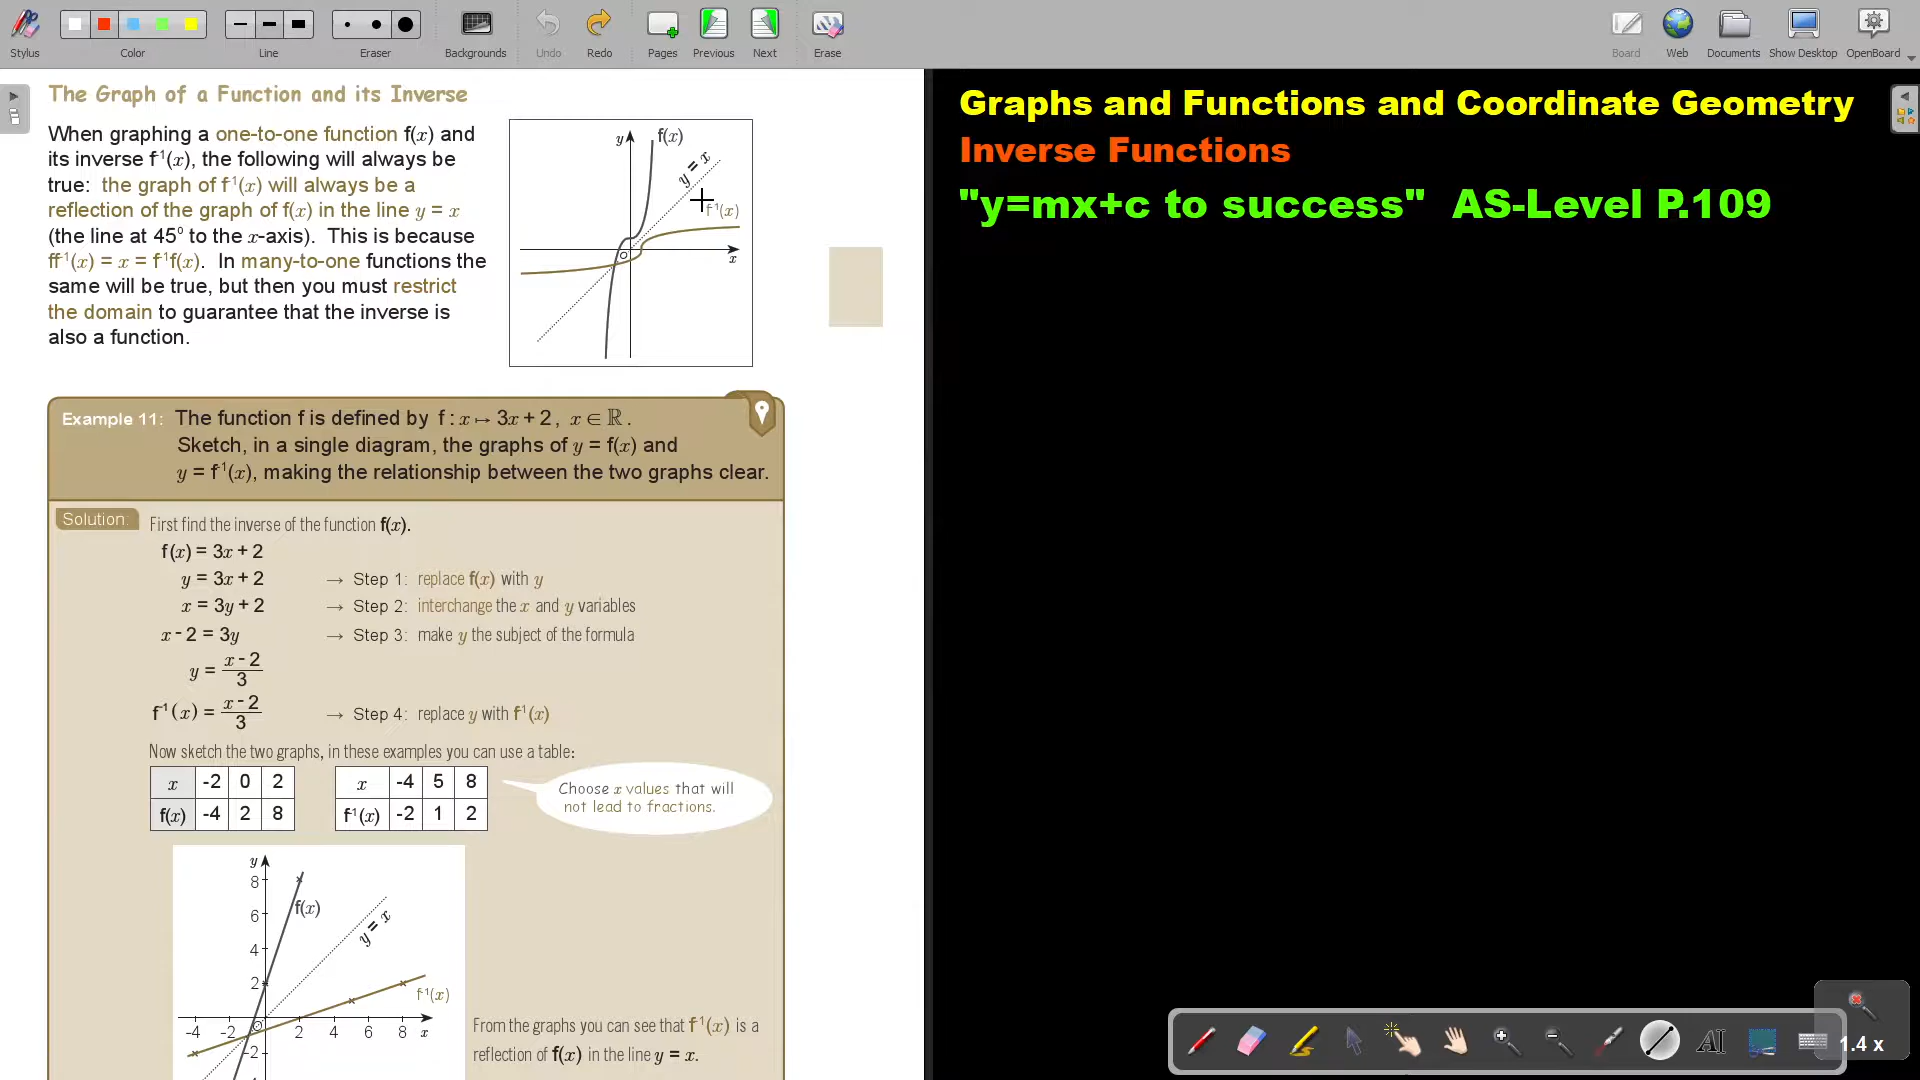 Stylus
Color
Line
Eraser
Backgrounds
Undo
Redo
Pages
Previous
Next
Erase
Board
Web
Documents
Show Desktop
OpenBoard
The Graph of a Function and its Inverse
When graphing a one-to-one function f(x) and
its inverse f⁻¹(x), the following will always be
true: the graph of f⁻¹(x) will always be a
reflection of the graph of f(x) in the line y = x
(the line at 45° to the x-axis). This is because
ff⁻¹(x) = x = f⁻¹f(x). In many-to-one functions the
same will be true, but then you must restrict
the domain to guarantee that the inverse is
also a function.
y
f(x)
y = x
f⁻¹(x)
O
x
Example 11: The function f is defined by f : x ↦ 3x + 2, x ∈ ℝ.
Sketch, in a single diagram, the graphs of y = f(x) and
y = f⁻¹(x), making the relationship between the two graphs clear.
Solution:
First find the inverse of the function f(x).
f(x) = 3x + 2
y = 3x + 2 → Step 1: replace f(x) with y
x = 3y + 2 → Step 2: interchange the x and y variables
x - 2 = 3y → Step 3: make y the subject of the formula
y = (x - 2)/3
f⁻¹(x) = (x - 2)/3 → Step 4: replace y with f⁻¹(x)
Now sketch the two graphs, in these examples you can use a table:
x -2 0 2
f(x) -4 2 8
x -4 5 8
f⁻¹(x) -2 1 2
Choose x values that will
not lead to fractions.
y
8
f(x)
6
y = x
4
2
f⁻¹(x)
O
-4 -2 2 4 6 8 x
-2
From the graphs you can see that f⁻¹(x) is a
reflection of f(x) in the line y = x.
Graphs and Functions and Coordinate Geometry
Inverse Functions
"y=mx+c to success" AS-Level P.109
AI
1.4 x